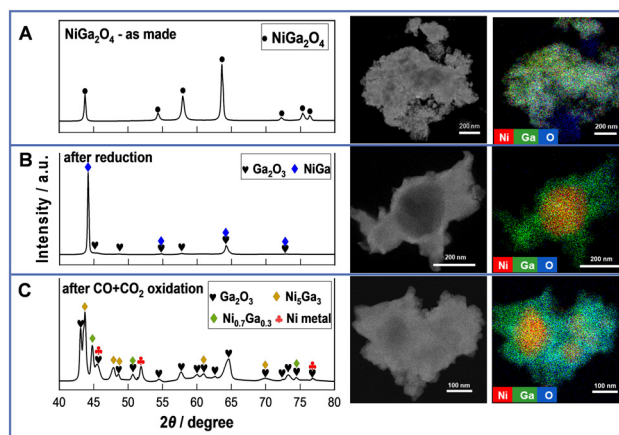 A
NiGa₂O₄ - as made
NiGa₂O₄
200 nm
Ni Ga O
200 nm
B
after reduction
Ga₂O₃ NiGa
200 nm
Ni Ga O
200 nm
C
after CO+CO₂ oxidation
Ga₂O₃ Ni₅Ga₃
Ni₀.₇Ga₀.₃ Ni metal
100 nm
Ni Ga O
100 nm
Intensity / a.u.
40 45 50 55 60 65 70 75 80
2θ / degree